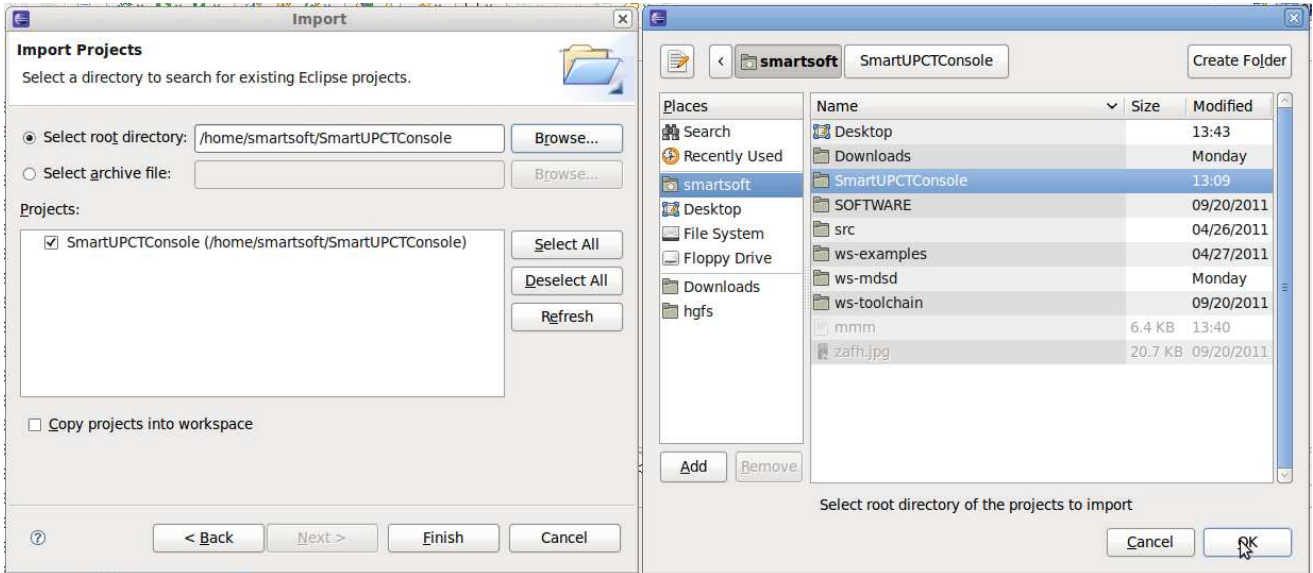 Import
Import Projects
Select a directory to search for existing Eclipse projects.
Select root directory: /home/smartsoft/SmartUPCTConsole Browse...
Select archive file: Browse...
Projects:
SmartUPCTConsole (/home/smartsoft/SmartUPCTConsole)
Select All
Deselect All
Refresh
Copy projects into workspace
< Back Next > Finish Cancel
smartsoft SmartUPCTConsole Create Folder
Places
Search
Recently Used
smartsoft
Desktop
File System
Floppy Drive
Downloads
hgfs
Add Remove
Name Size Modified
Desktop 13:43
Downloads Monday
SmartUPCTConsole 13:09
SOFTWARE 09/20/2011
src 04/26/2011
ws-examples 04/27/2011
ws-mdsd Monday
ws-toolchain 09/20/2011
mmm 6.4 KB 13:40
zafh.jpg 20.7 KB 09/20/2011
Select root directory of the projects to import
Cancel OK